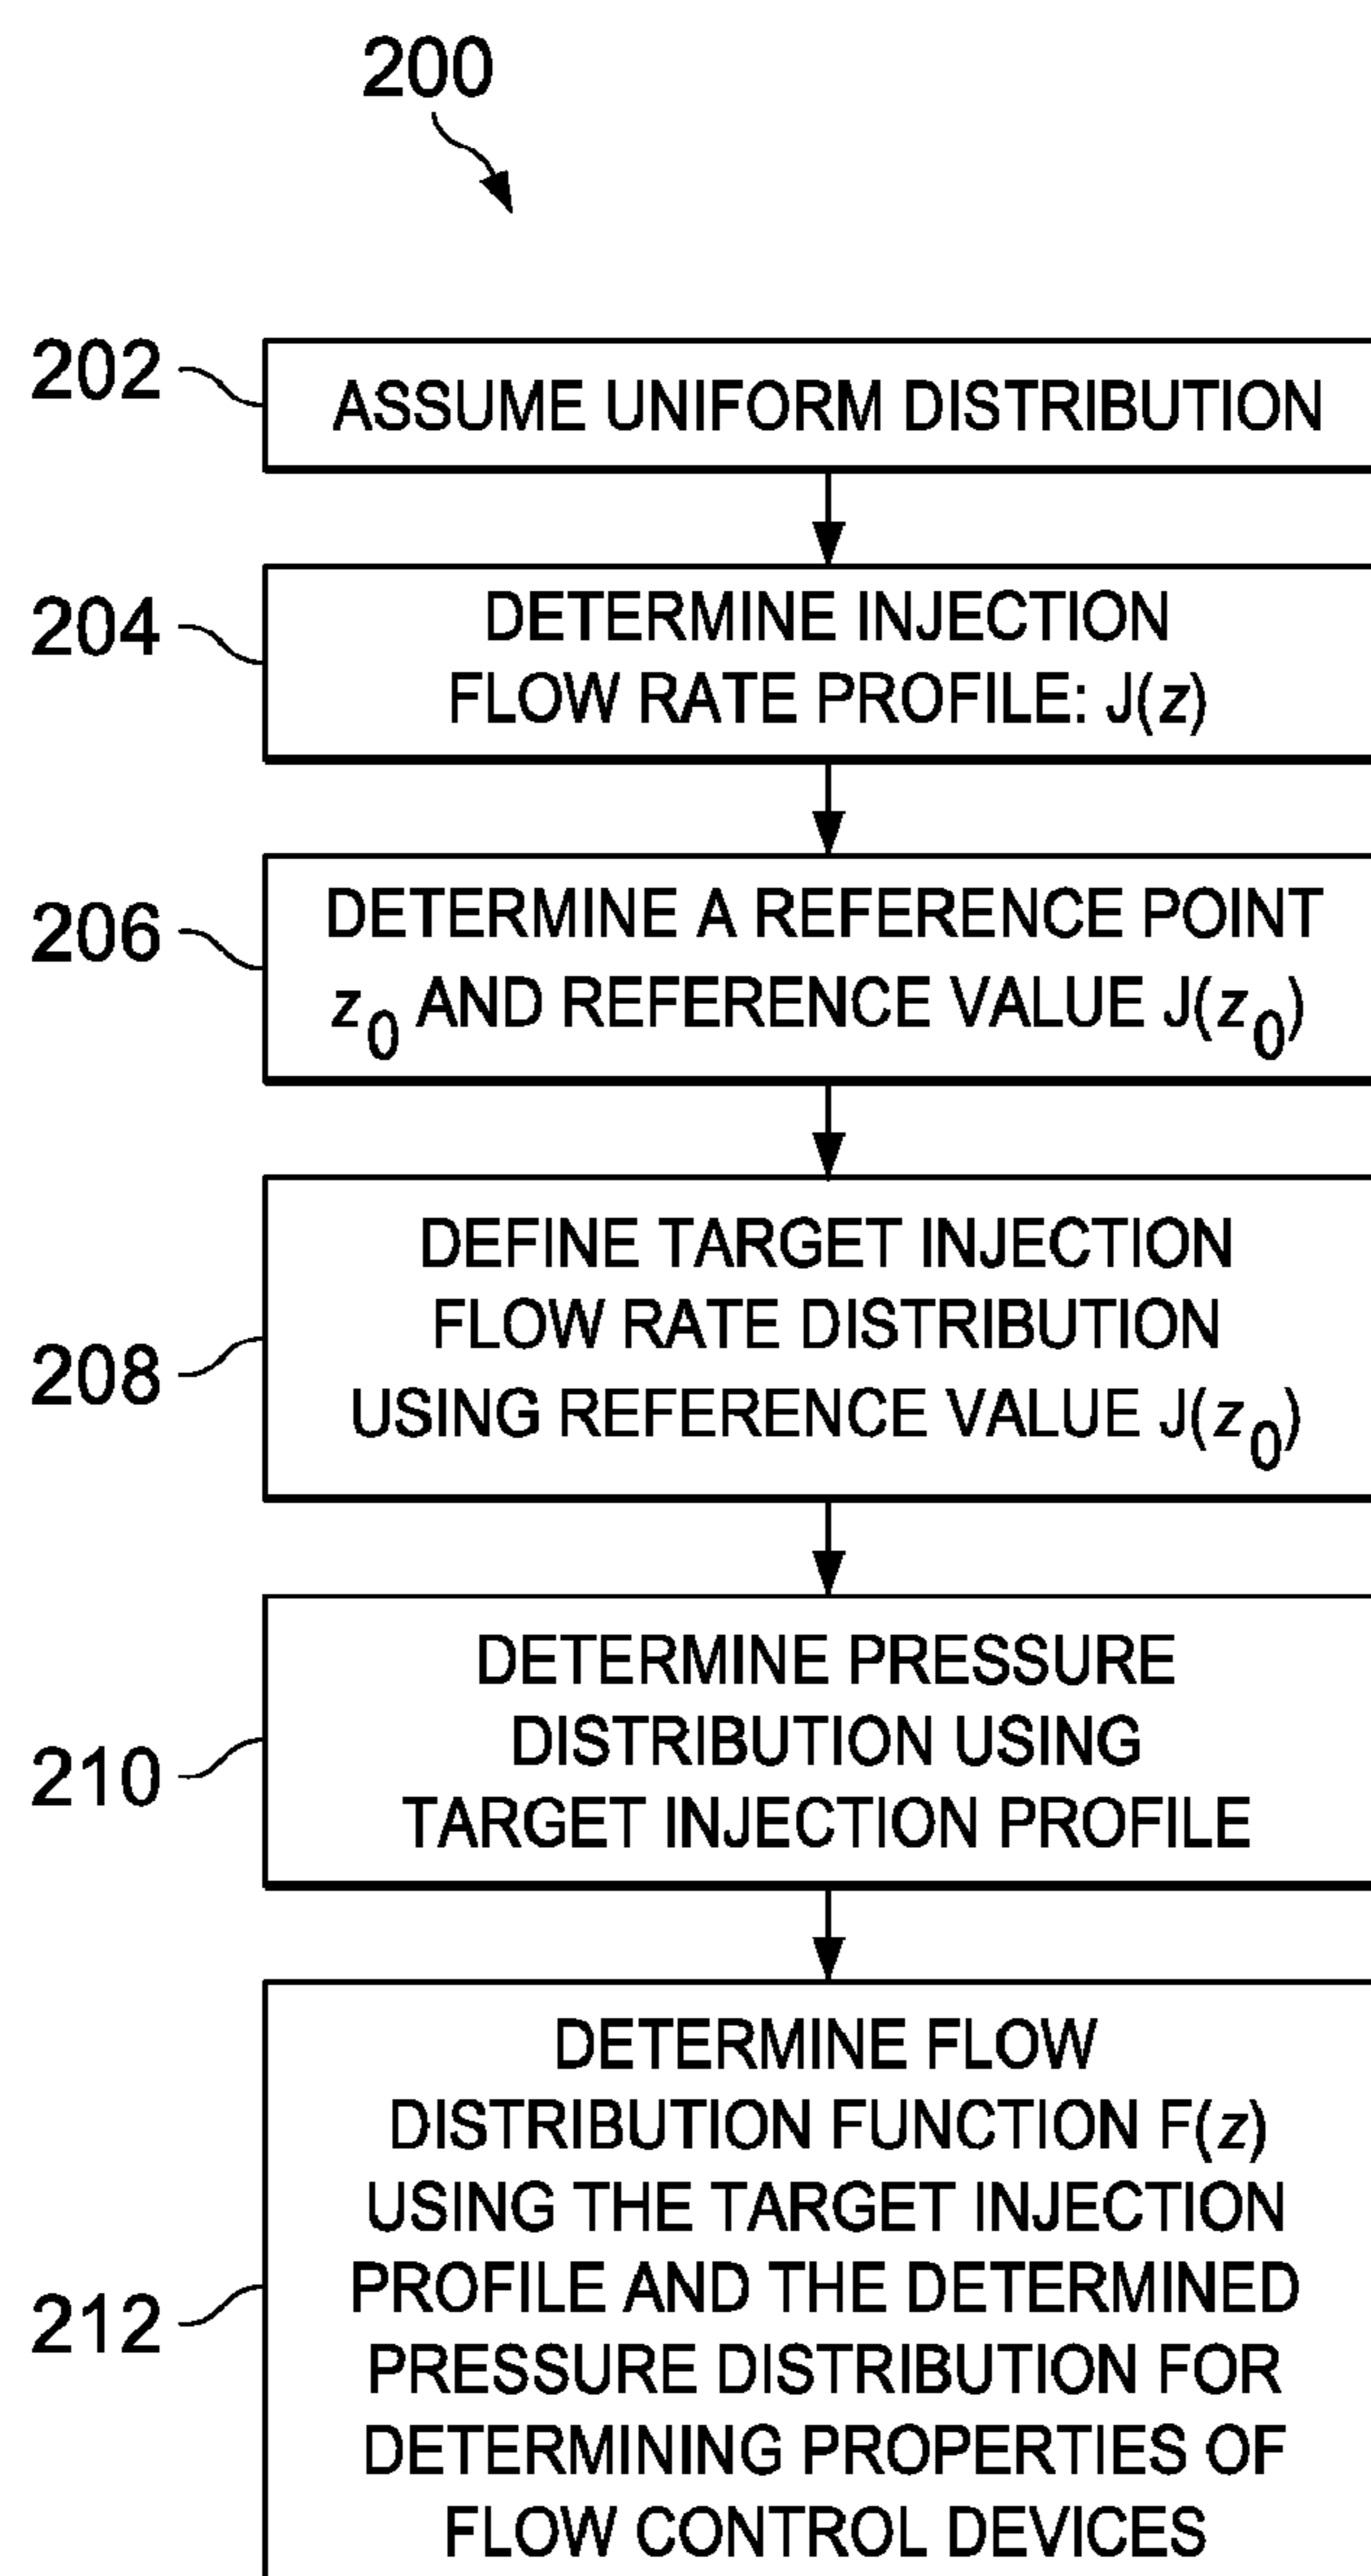 200
202
ASSUME UNIFORM DISTRIBUTION
204
DETERMINE INJECTION
FLOW RATE PROFILE: J(z)
206
DETERMINE A REFERENCE POINT
z₀ AND REFERENCE VALUE J(z₀)
208
DEFINE TARGET INJECTION
FLOW RATE DISTRIBUTION
USING REFERENCE VALUE J(z₀)
210
DETERMINE PRESSURE
DISTRIBUTION USING
TARGET INJECTION PROFILE
212
DETERMINE FLOW
DISTRIBUTION FUNCTION F(z)
USING THE TARGET INJECTION
PROFILE AND THE DETERMINED
PRESSURE DISTRIBUTION FOR
DETERMINING PROPERTIES OF
FLOW CONTROL DEVICES